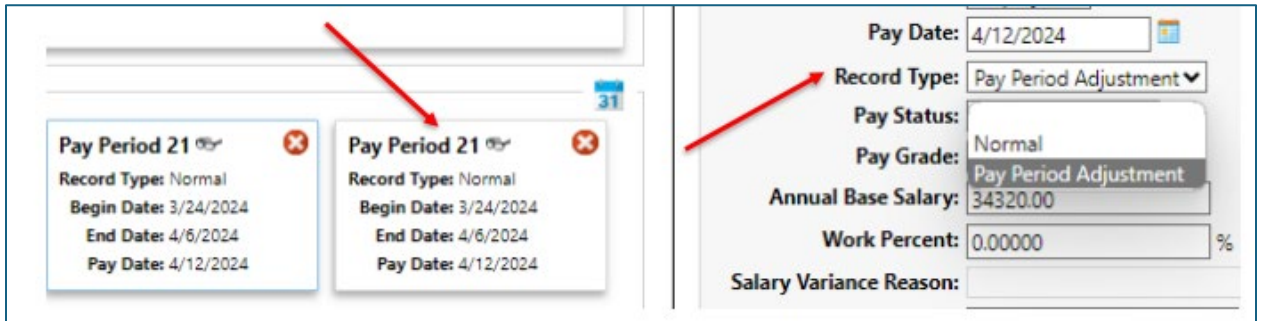 31
Pay Period 21
Record Type: Normal
Begin Date: 3/24/2024
End Date: 4/6/2024
Pay Date: 4/12/2024
Pay Period 21
Record Type: Normal
Begin Date: 3/24/2024
End Date: 4/6/2024
Pay Date: 4/12/2024
Pay Date: 4/12/2024
Record Type: Pay Period Adjustment
Pay Status:
Normal
Pay Grade:
Pay Period Adjustment
Annual Base Salary: 34320.00
Work Percent: 0.00000 %
Salary Variance Reason: